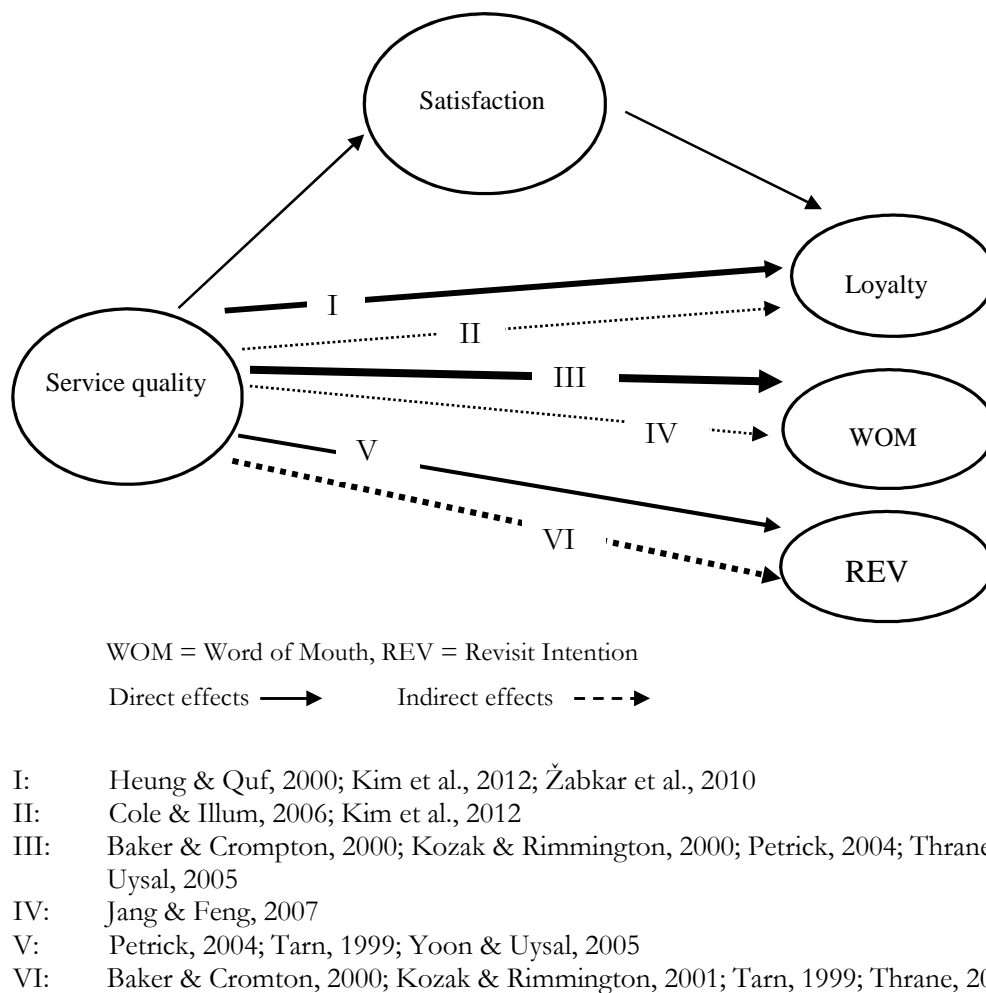 Satisfaction
Loyalty
I
II
Service quality
III
IV
WOM
V
VI
REV
WOM = Word of Mouth, REV = Revisit Intention
Direct effects Indirect effects
I: Heung & Quf, 2000; Kim et al., 2012; Žabkar et al., 2010
II: Cole & Illum, 2006; Kim et al., 2012
III: Baker & Crompton, 2000; Kozak & Rimmington, 2000; Petrick, 2004; Thrane
Uysal, 2005
IV: Jang & Feng, 2007
V: Petrick, 2004; Tarn, 1999; Yoon & Uysal, 2005
VI: Baker & Cromton, 2000; Kozak & Rimmington, 2001; Tarn, 1999; Thrane, 20